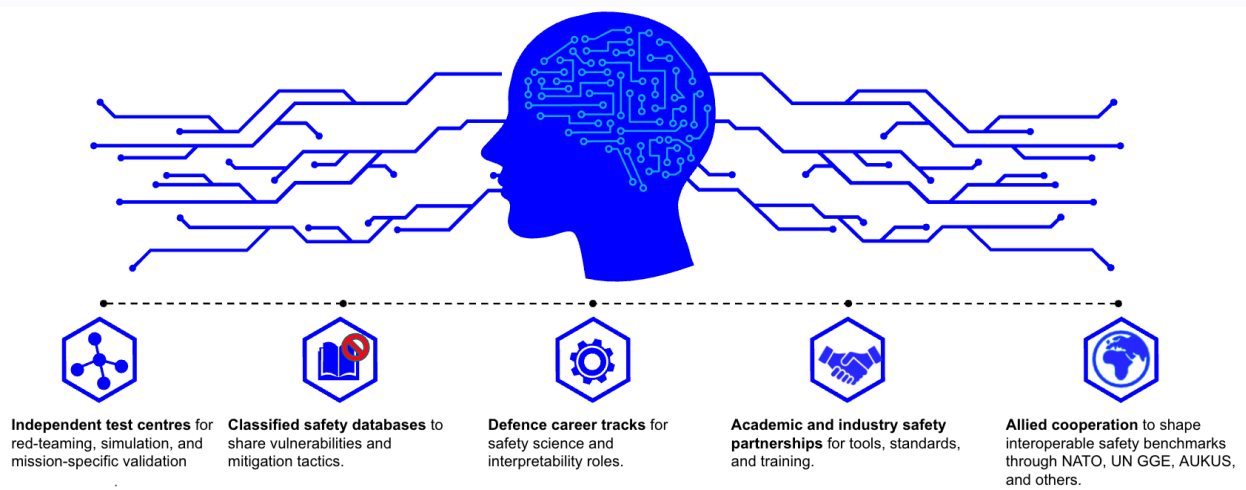 Independent test centres for
red-teaming, simulation, and
mission-specific validation
.
Classified safety databases to
share vulnerabilities and
mitigation tactics.
Defence career tracks for
safety science and
interpretability roles.
Academic and industry safety
partnerships for tools, standards,
and training.
Allied cooperation to shape
interoperable safety benchmarks
through NATO, UN GGE, AUKUS,
and others.